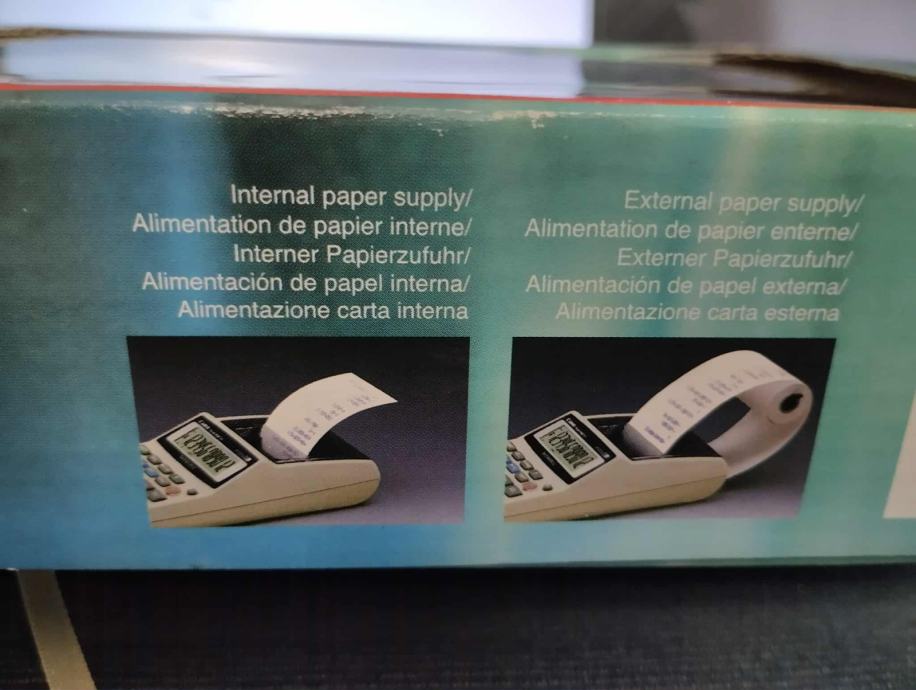 Internal paper supply/
Alimentation de papier interne/
Interner Papierzufuhr/
Alimentación de papel interna/
Alimentazione carta interna
External paper supply/
Alimentation de papier enterne/
Externer Papierzufuhr/
Alimentación de papel externa/
Alimentazione carta esterna